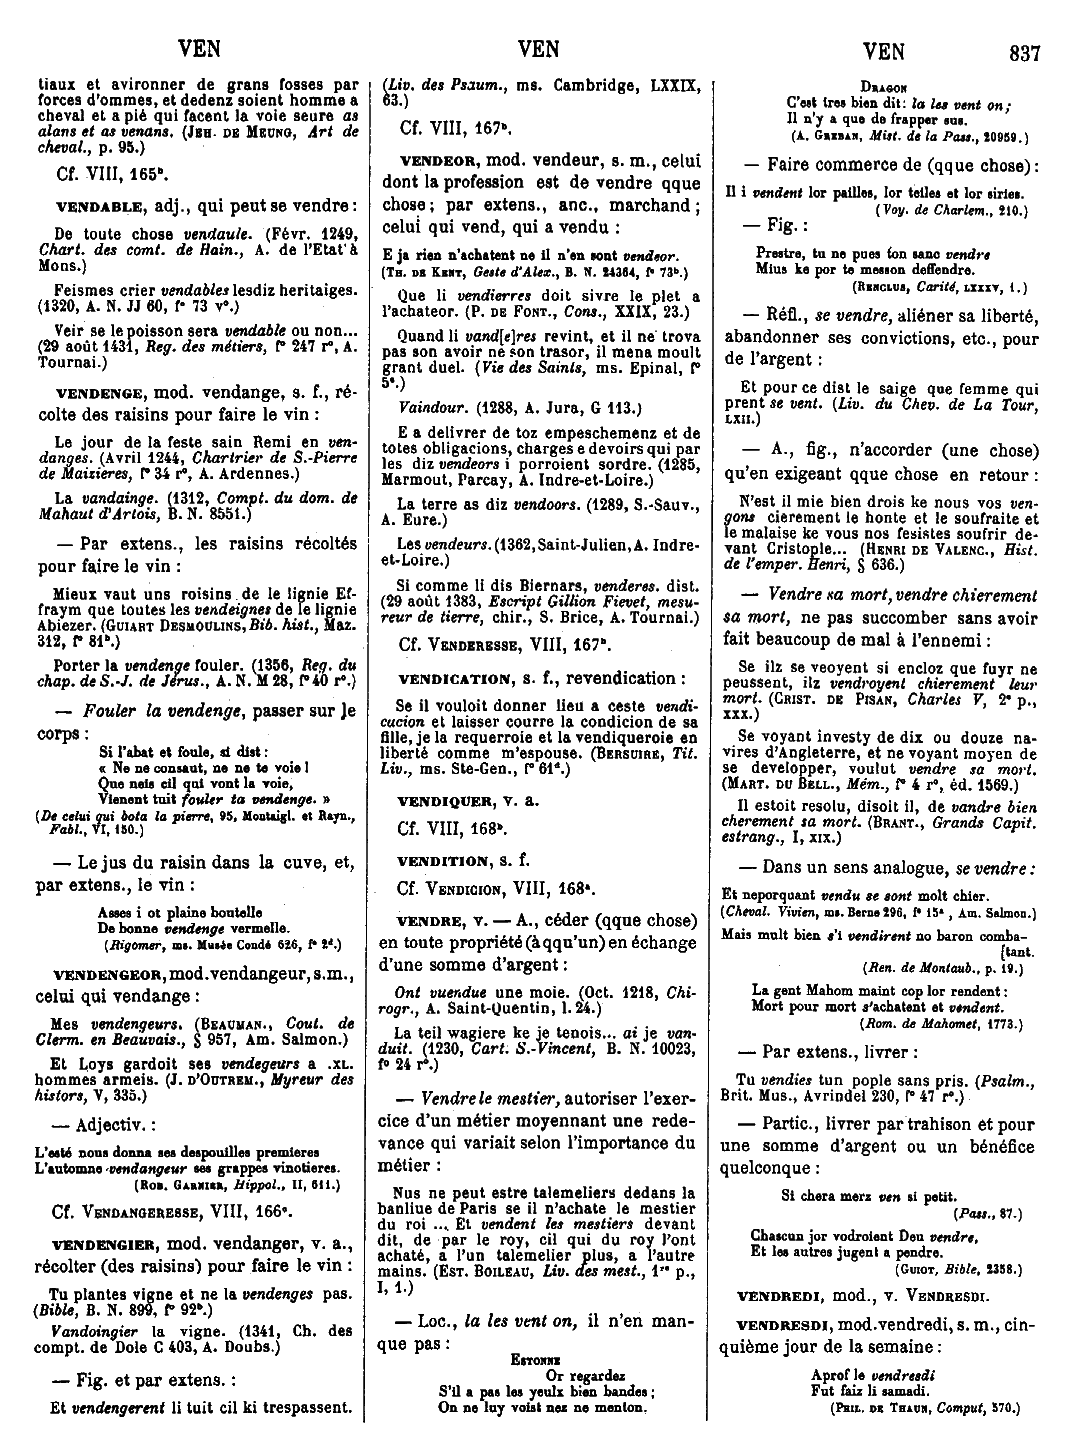 VEN
VEN
VEN
837
tiaux et avironner de grans fosses par
forces d'ommes, et dedenz soient homme a
cheval et a pié qui facent la voie seure as
alans et as venans. (JEH. DE MEUNG, Art de
cheval., p. 95.)
Cf. VIII, 165ᵇ.
VENDABLE, adj., qui peut se vendre :
De toute chose vendaule. (Févr. 1249,
Chart. des comt. de Hain., A. de l'Etat à
Mons.)
Feismes crier vendables lesdiz heritaiges.
(1320, A. N. JJ 60, f° 73 v°.)
Veir se le poisson sera vendable ou non...
(29 août 1431, Reg. des métiers, f° 247 r°, A.
Tournai.)
VENDENGE, mod. vendange, s. f., ré-
colte des raisins pour faire le vin :
Le jour de la feste sain Remi en ven-
danges. (Avril 1244, Chartrier de S.-Pierre
de Maizieres, f° 34 r°, A. Ardennes.)
La vandainge. (1312, Compt. du dom. de
Mahaut d'Artois, B. N. 8551.)
— Par extens., les raisins récoltés
pour faire le vin :
Mieux vaut uns roisins de le lignie Ef-
fraym que toutes les vendeignes de le lignie
Abiezer. (GUIART DESMOULINS, Bib. hist., Maz.
312, f° 81ᵇ.)
Porter la vendenge fouler. (1356, Reg. du
chap. de S.-J. de Jérus., A. N. M 28, f° 40 r°.)
— Fouler la vendenge, passer sur le
corps :
Si l'abat et foule, si dist :
« Ne ne consaut, ne ne te voie !
Que neis cil qui vont la voie,
Vienent tuit fouler ta vendenge. »
(De celui qui bota la pierre, 95, Montaigl. et Rayn.,
Fabl., VI, 150.)
— Le jus du raisin dans la cuve, et,
par extens., le vin :
Asses i ot plaine boutelle
De bonne vendenge vermelle.
(Rigomer, ms. Musée Condé 626, f° 2ᵈ.)
VENDENGEOR, mod. vendangeur, s.m.,
celui qui vendange :
Mes vendengeurs. (BEAUMAN., Cout. de
Clerm. en Beauvais., § 957, Am. Salmon.)
Et Loys gardoit ses vendegeurs a .XL.
hommes armeis. (J. D'OUTREM., Myreur des
histors, V, 335.)
— Adjectiv. :
L'esté nous donna ses despouilles premieres
L'automne vendangeur ses grappes vinotieres.
(ROB. GARNIER, Hippol., II, 611.)
Cf. VENDANGERESSE, VIII, 166ᶜ.
VENDENGIER, mod. vendanger, v. a.,
récolter (des raisins) pour faire le vin :
Tu plantes vigne et ne la vendenges pas.
(Bible, B. N. 899, f° 92ᵇ.)
Vandoingier la vigne. (1341, Ch. des
compt. de Dole C 403, A. Doubs.)
— Fig. et par extens. :
Et vendengerent li tuit cil ki trespassent.
(Liv. des Psaum., ms. Cambridge, LXXIX,
63.)
Cf. VIII, 167ᵇ.
VENDEOR, mod. vendeur, s. m., celui
dont la profession est de vendre qque
chose ; par extens., anc., marchand ;
celui qui vend, qui a vendu :
E ja rien n'achatent ne il n'en sont vendeor.
(TH. DE KENT, Geste d'Alex., B. N. 24364, f° 73ᵇ.)
Que li vendierres doit sivre le plet a
l'achateor. (P. DE FONT., Cons., XXIX, 23.)
Quand li vand[e]res revint, et il ne trova
pas son avoir ne son trasor, il mena moult
grant duel. (Vie des Saints, ms. Epinal, f°
5ᵃ.)
Vaindour. (1288, A. Jura, G 113.)
E a delivrer de toz empeschemenz et de
totes obligacions, charges e devoirs qui par
les diz vendeors i porroient sordre. (1285,
Marmout, Parcay, A. Indre-et-Loire.)
La terre as diz vendoors. (1289, S.-Sauv.,
A. Eure.)
Les vendeurs. (1362, Saint-Julien, A. Indre-
et-Loire.)
Si comme li dis Biernars, venderes. dist.
(29 août 1383, Escript Gillion Fievet, mesu-
reur de tierre, chir., S. Brice, A. Tournai.)
Cf. VENDERESSE, VIII, 167ᵇ.
VENDICATION, s. f., revendication :
Se il vouloit donner lieu a ceste vendi-
cacion et laisser courre la condicion de sa
fille, je la requerroie et la vendiqueroie en
liberté comme m'espouse. (BERSUIRE, Tit.
Liv., ms. Ste-Gen., f° 61ᵈ.)
VENDIQUER, v. a.
Cf. VIII, 168ᵇ.
VENDITION, s. f.
Cf. VENDICION, VIII, 168ᵃ.
VENDRE, v. — A., céder (qque chose)
en toute propriété (à qqu'un) en échange
d'une somme d'argent :
Ont vuendue une moie. (Oct. 1218, Chi-
rogr., A. Saint-Quentin, l. 24.)
La teil wagiere ke je tenois... ai je van-
duit. (1230, Cart. S.-Vincent, B. N. 10023,
f° 24 r°.)
— Vendre le mestier, autoriser l'exer-
cice d'un métier moyennant une rede-
vance qui variait selon l'importance du
métier :
Nus ne peut estre talemeliers dedans la
banliue de Paris se il n'achate le mestier
du roi ... Et vendent les mestiers devant
dit, de par le roy, cil qui du roy l'ont
achaté, a l'un talemelier plus, a l'autre
mains. (EST. BOILEAU, Liv. des mest., 1ʳᵉ p.,
I, 1.)
— Loc., la les vent on, il n'en man-
que pas :
ESTONNE
Or regardez
S'il a pas les yeulx bien bandes ;
On ne luy voist nez ne menton.
DRAGON
C'est tres bien dit : la les vent on ;
Il n'y a que de frapper sus.
(A. GREBAN, Mist. de la Pass., 20959.)
— Faire commerce de (qque chose) :
Il i vendent lor pailles, lor teiles et lor siries.
(Voy. de Charlem., 210.)
— Fig. :
Prestre, tu ne pues ton sanc vendre
Mius ke por te messon deffendre.
(RENCLUS, Carité, LXXXV, 1.)
— Réfl., se vendre, aliéner sa liberté,
abandonner ses convictions, etc., pour
de l'argent :
Et pour ce dist le saige que femme qui
prent se vent. (Liv. du Chev. de La Tour,
LXII.)
— A., fig., n'accorder (une chose)
qu'en exigeant qque chose en retour :
N'est il mie bien drois ke nous vos ven-
gons cierement le honte et le soufraite et
le malaise ke vous nos fesistes soufrir de-
vant Cristople... (HENRI DE VALENC., Hist.
de l'emper. Henri, § 636.)
— Vendre sa mort, vendre chierement
sa mort, ne pas succomber sans avoir
fait beaucoup de mal à l'ennemi :
Se ilz se veoyent si encloz que fuyr ne
peussent, ilz vendroyent chierement leur
mort. (CRIST. DE PISAN, Charles V, 2ᵉ p.,
XXX.)
Se voyant investy de dix ou douze na-
vires d'Angleterre, et ne voyant moyen de
se developper, voulut vendre sa mort.
(MART. DU BELL., Mém., f° 4 r°, éd. 1569.)
Il estoit resolu, disoit il, de vandre bien
cherement sa mort. (BRANT., Grands Capit.
estrang., I, XIX.)
— Dans un sens analogue, se vendre :
Et neporquant vendu se sont molt chier.
(Cheval. Vivien, ms. Berne 296, f° 15ᵃ, Am. Salmon.)
Mais mult bien s'i vendirent no baron comba-
[tant.
(Ren. de Montaub., p. 19.)
La gent Mahom maint cop lor rendent :
Mort pour mort s'achatent et vendent.
(Rom. de Mahomet, 1773.)
— Par extens., livrer :
Tu vendies tun pople sans pris. (Psalm.,
Brit. Mus., Avrindel 230, f° 47 r°.)
— Partic., livrer par trahison et pour
une somme d'argent ou un bénéfice
quelconque :
Si chera merz ven si petit.
(Pass., 87.)
Chascun jor vodroient Deu vendre,
Et les autres jugent a pendre.
(GUIOT, Bible, 2358.)
VENDREDI, mod., v. VENDRESDI.
VENDRESDI, mod. vendredi, s. m., cin-
quième jour de la semaine :
Aprof le vendresdi
Fut faiz li samadi.
(PHIL. DE THAUN, Comput, 570.)